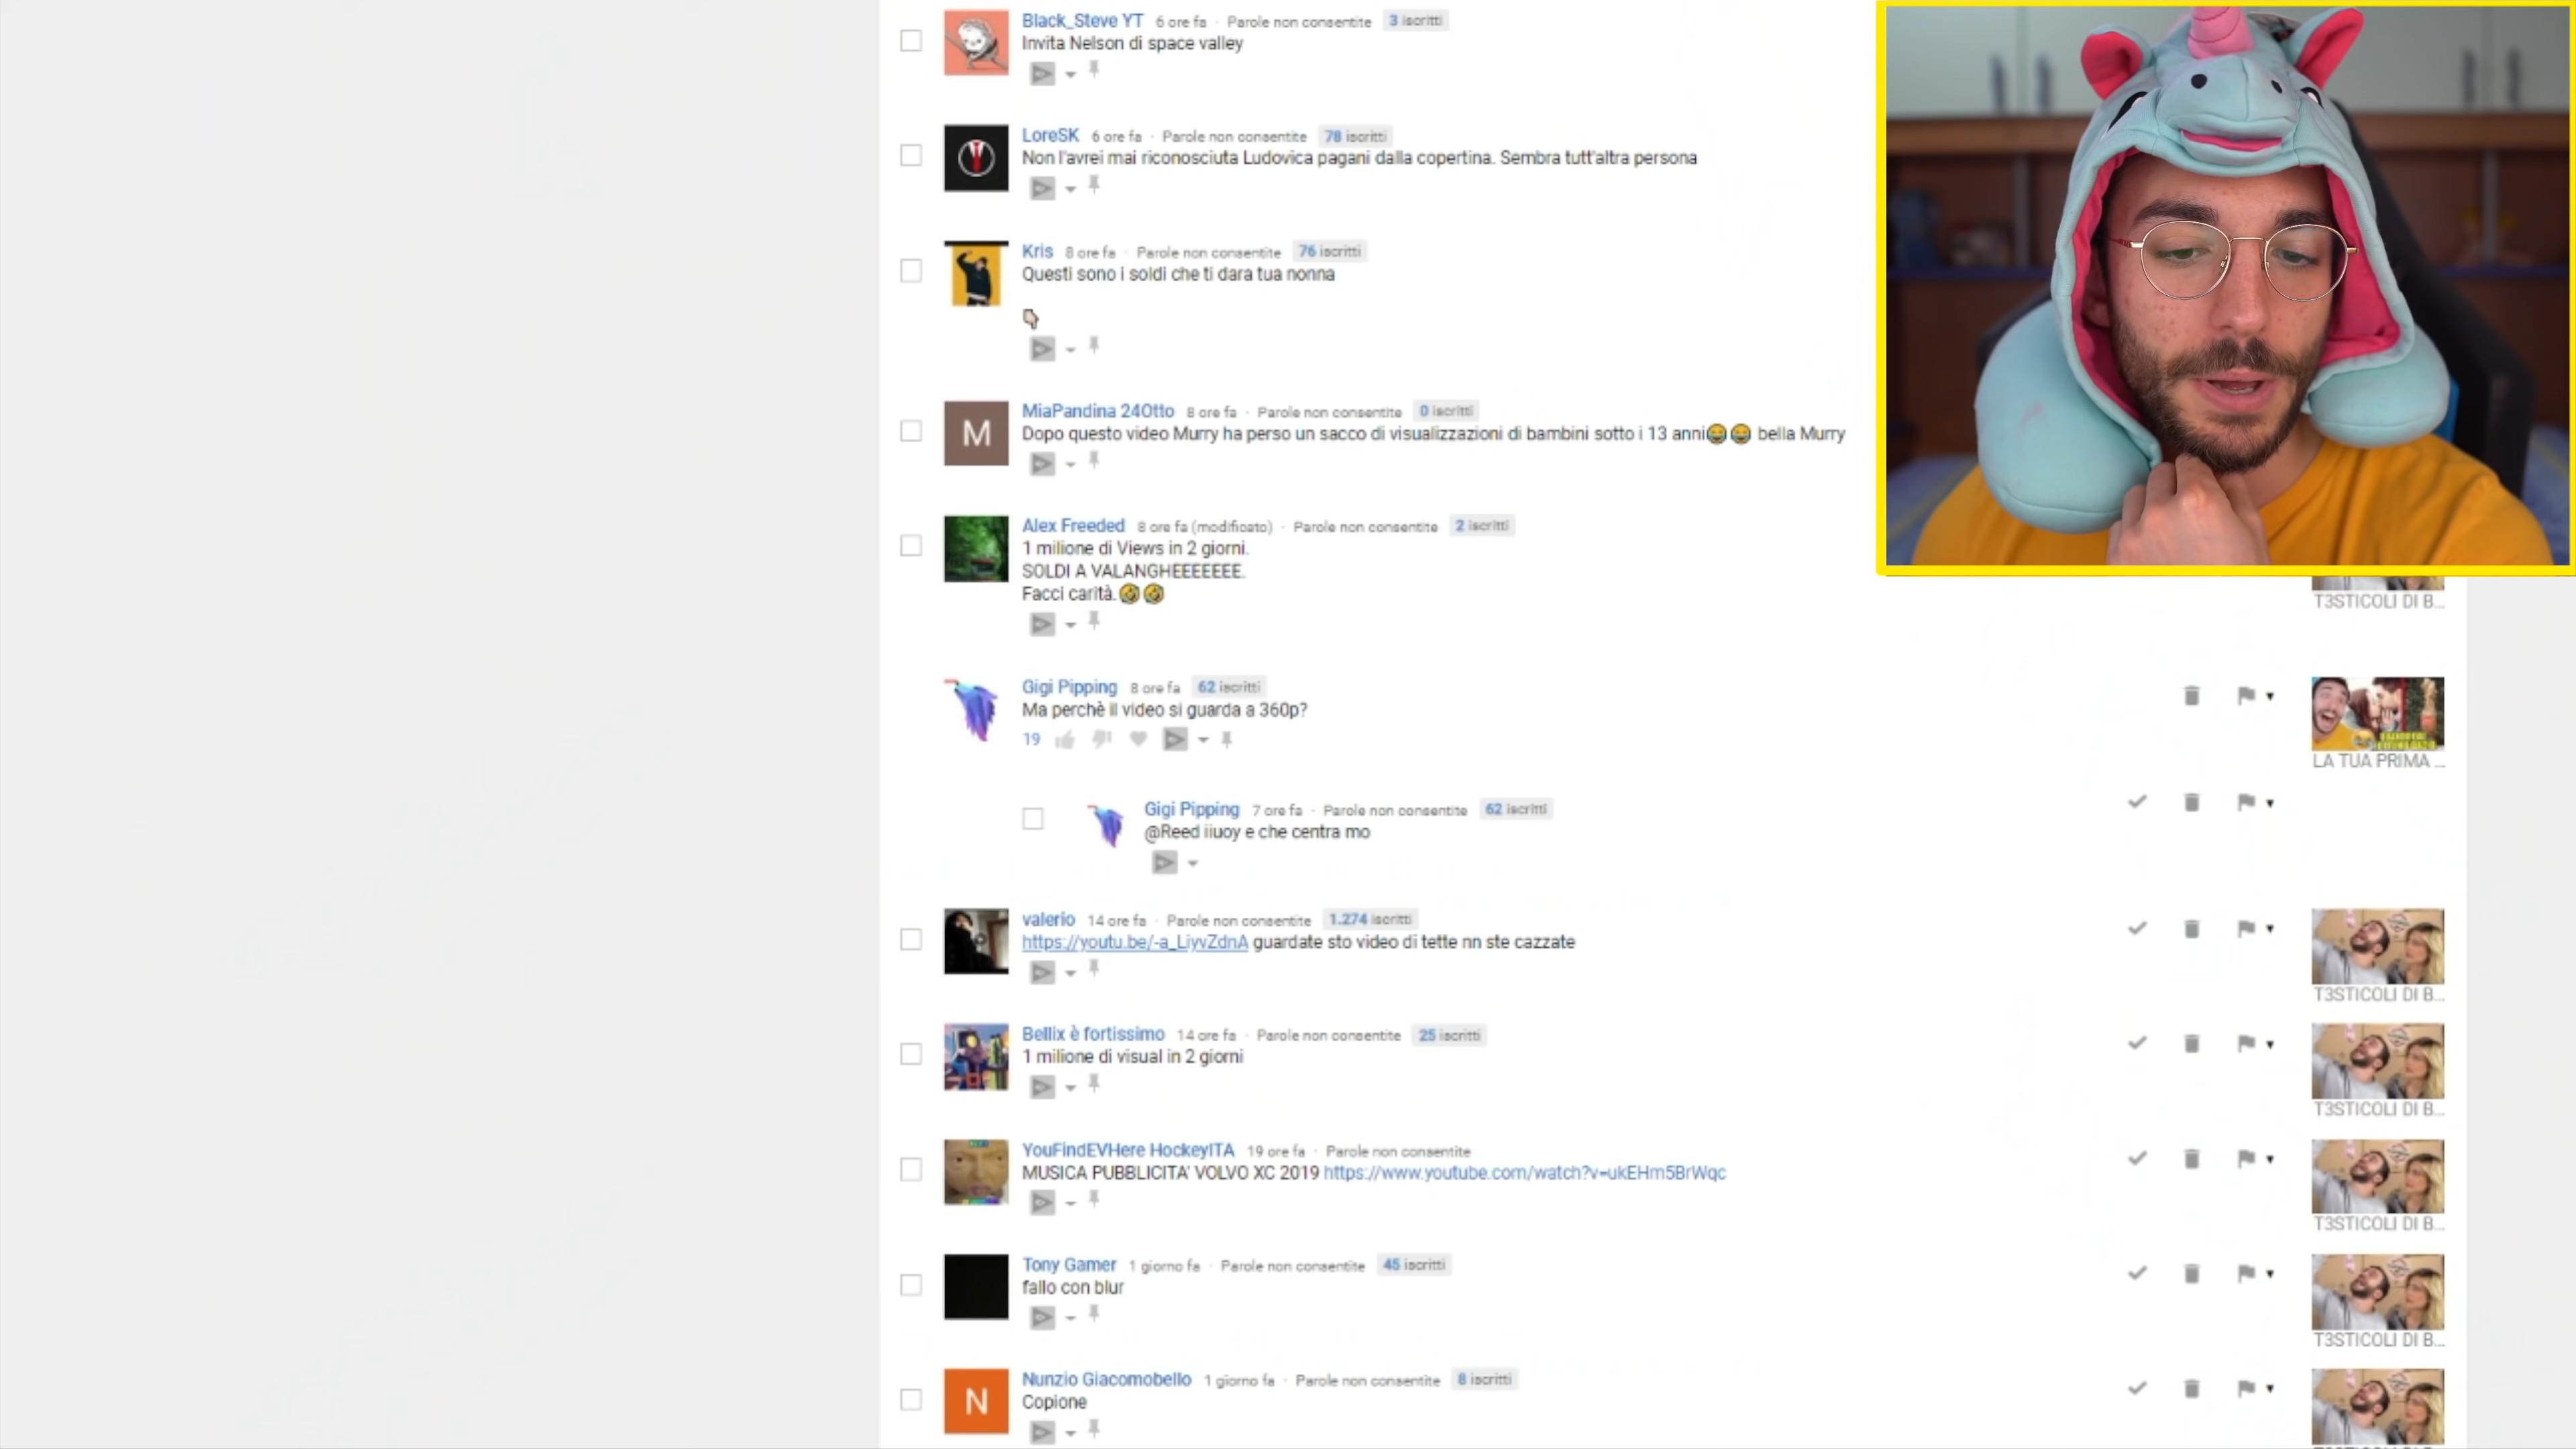 Black_Steve YT 6 ore fa · Parole non consentite 3 iscritti
Invita Nelson di space valley
LoreSK 6 ore fa · Parole non consentite 78 iscritti
Non l'avrei mai riconosciuta Ludovica pagani dalla copertina. Sembra tutt'altra persona
Kris 8 ore fa · Parole non consentite 76 iscritti
Questi sono i soldi che ti dara tua nonna
👇
M
MiaPandina 24Otto 8 ore fa · Parole non consentite 0 iscritti
Dopo questo video Murry ha perso un sacco di visualizzazioni di bambini sotto i 13 anni😂😂 bella Murry
Alex Freeded 8 ore fa (modificato) · Parole non consentite 2 iscritti
1 milione di Views in 2 giorni.
SOLDI A VALANGHEEEEEEE.
Facci carità.🤣🤣
T3STICOLI DI B...
Gigi Pipping 8 ore fa 62 iscritti
Ma perchè il video si guarda a 360p?
19
LA TUA PRIMA ...
Gigi Pipping 7 ore fa · Parole non consentite 62 iscritti
@Reed iiuoy e che centra mo
valerio 14 ore fa · Parole non consentite 1.274 iscritti
https://youtu.be/-a_LiyvZdnA guardate sto video di tette nn ste cazzate
T3STICOLI DI B...
Bellix è fortissimo 14 ore fa · Parole non consentite 25 iscritti
1 milione di visual in 2 giorni
T3STICOLI DI B...
YouFindEVHere HockeyITA 19 ore fa · Parole non consentite
MUSICA PUBBLICITA' VOLVO XC 2019 https://www.youtube.com/watch?v=ukEHm5BrWqc
T3STICOLI DI B...
Tony Gamer 1 giorno fa · Parole non consentite 45 iscritti
fallo con blur
T3STICOLI DI B...
N
Nunzio Giacomobello 1 giorno fa · Parole non consentite 8 iscritti
Copione